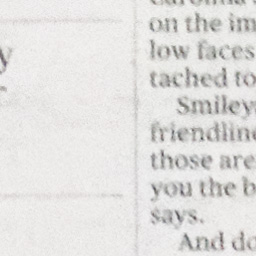 y
on the im
low faces
tached to
Smiley
friendline
those are
you the b
says.
And do